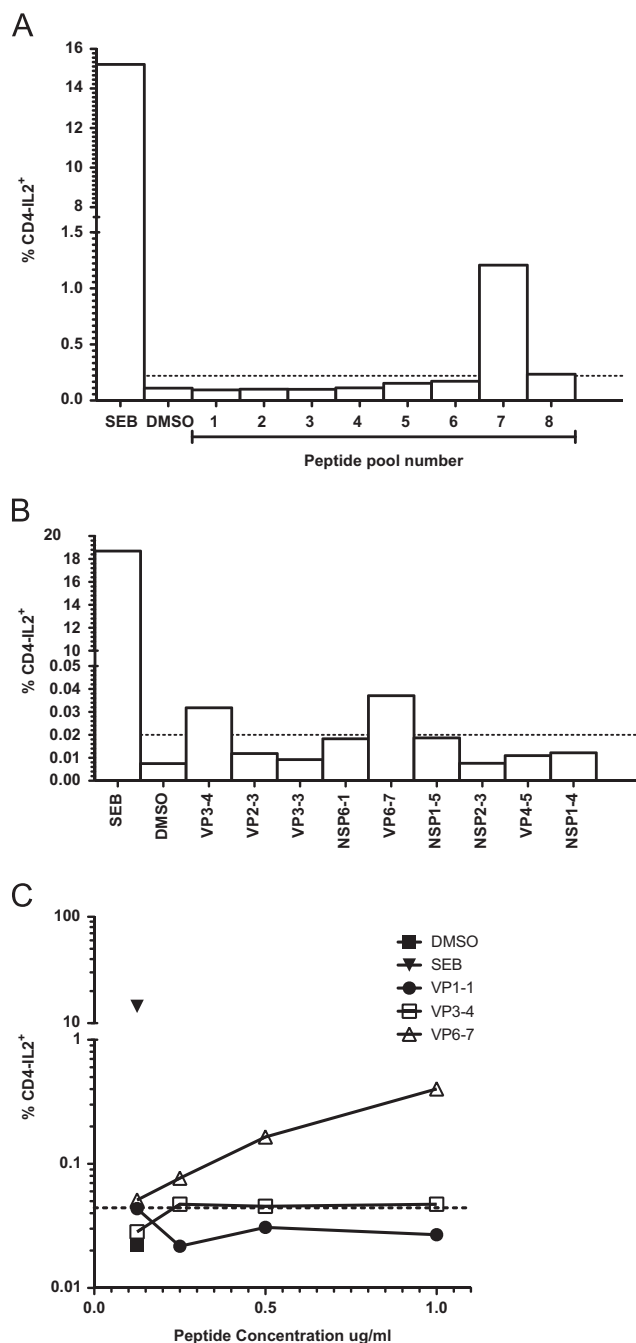 A
% CD4-IL2+
16
14
12
10
8
1.5
1.0
0.5
0.0
SEB DMSO 1 2 3 4 5 6 7 8
Peptide pool number
B
% CD4-IL2+
20
18
16
14
12
10
0.05
0.04
0.03
0.02
0.01
0.00
SEB
DMSO
VP3-4
VP2-3
VP3-3
NSP6-1
VP6-7
NSP1-5
NSP2-3
VP4-5
NSP1-4
C
% CD4-IL2+
100
10
1
0.1
0.01
DMSO
SEB
VP1-1
VP3-4
VP6-7
0.0 0.5 1.0
Peptide Concentration ug/ml